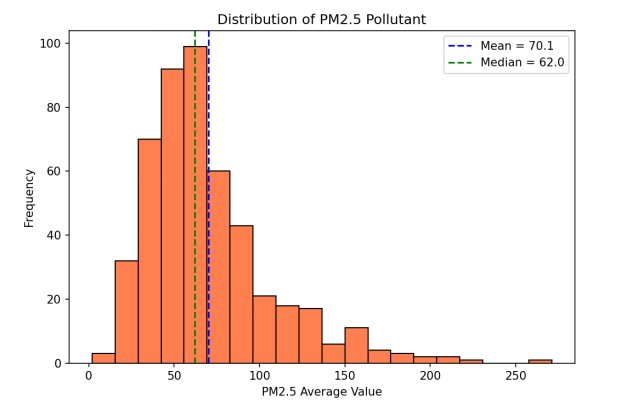 Distribution of PM2.5 Pollutant
Mean = 70.1
Median = 62.0
100
80
60
40
20
0
Frequency
0 50 100 150 200 250
PM2.5 Average Value